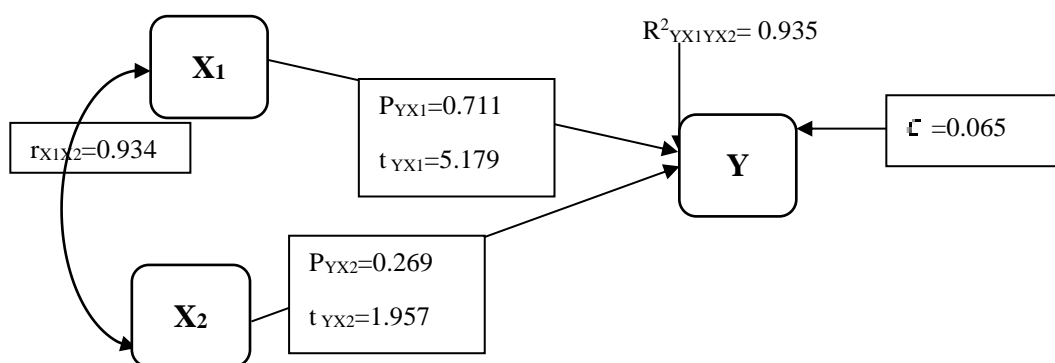 R²YX1YX2= 0.935
X1
PYX1=0.711
tYX1=5.179
rX1X2=0.934
Y
=0.065
PYX2=0.269
tYX2=1.957
X2